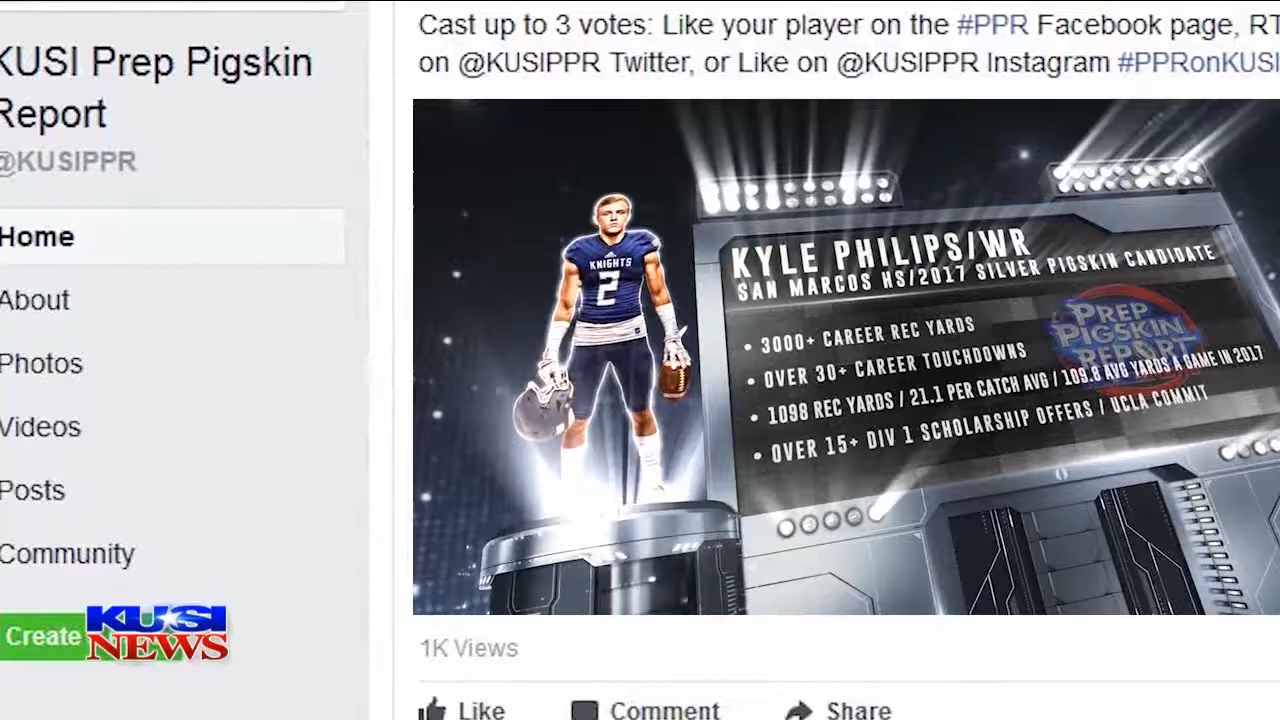 KUSI Prep Pigskin
Report
@KUSIPPR
Home
About
Photos
Videos
Posts
Community
Create
KUSI
NEWS
Cast up to 3 votes: Like your player on the #PPR Facebook page, RT
on @KUSIPPR Twitter, or Like on @KUSIPPR Instagram #PPRonKUSI
KNIGHTS
2
KYLE PHILIPS/WR
SAN MARCOS HS/2017 SILVER PIGSKIN CANDIDATE
PREP
PIGSKIN
REPORT
• 3000+ CAREER REC YARDS
• OVER 30+ CAREER TOUCHDOWNS
• 1098 REC YARDS / 21.1 PER CATCH AVG / 109.8 AVG YARDS A GAME IN 2017
• OVER 15+ DIV 1 SCHOLARSHIP OFFERS / UCLA COMMIT
1K Views
Like Comment Share